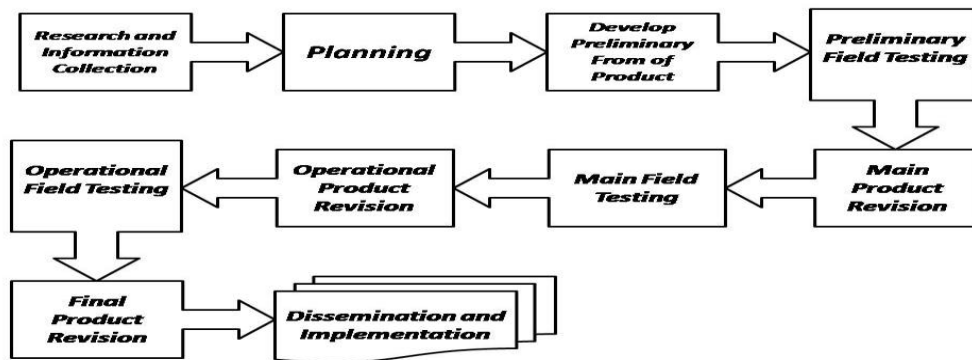 Research and
Information
Collection
Planning
Develop
Preliminary
From of
Product
Preliminary
Field Testing
Main
Product
Revision
Main Field
Testing
Operational
Product
Revision
Operational
Field Testing
Final
Product
Revision
Dissemination and
Implementation